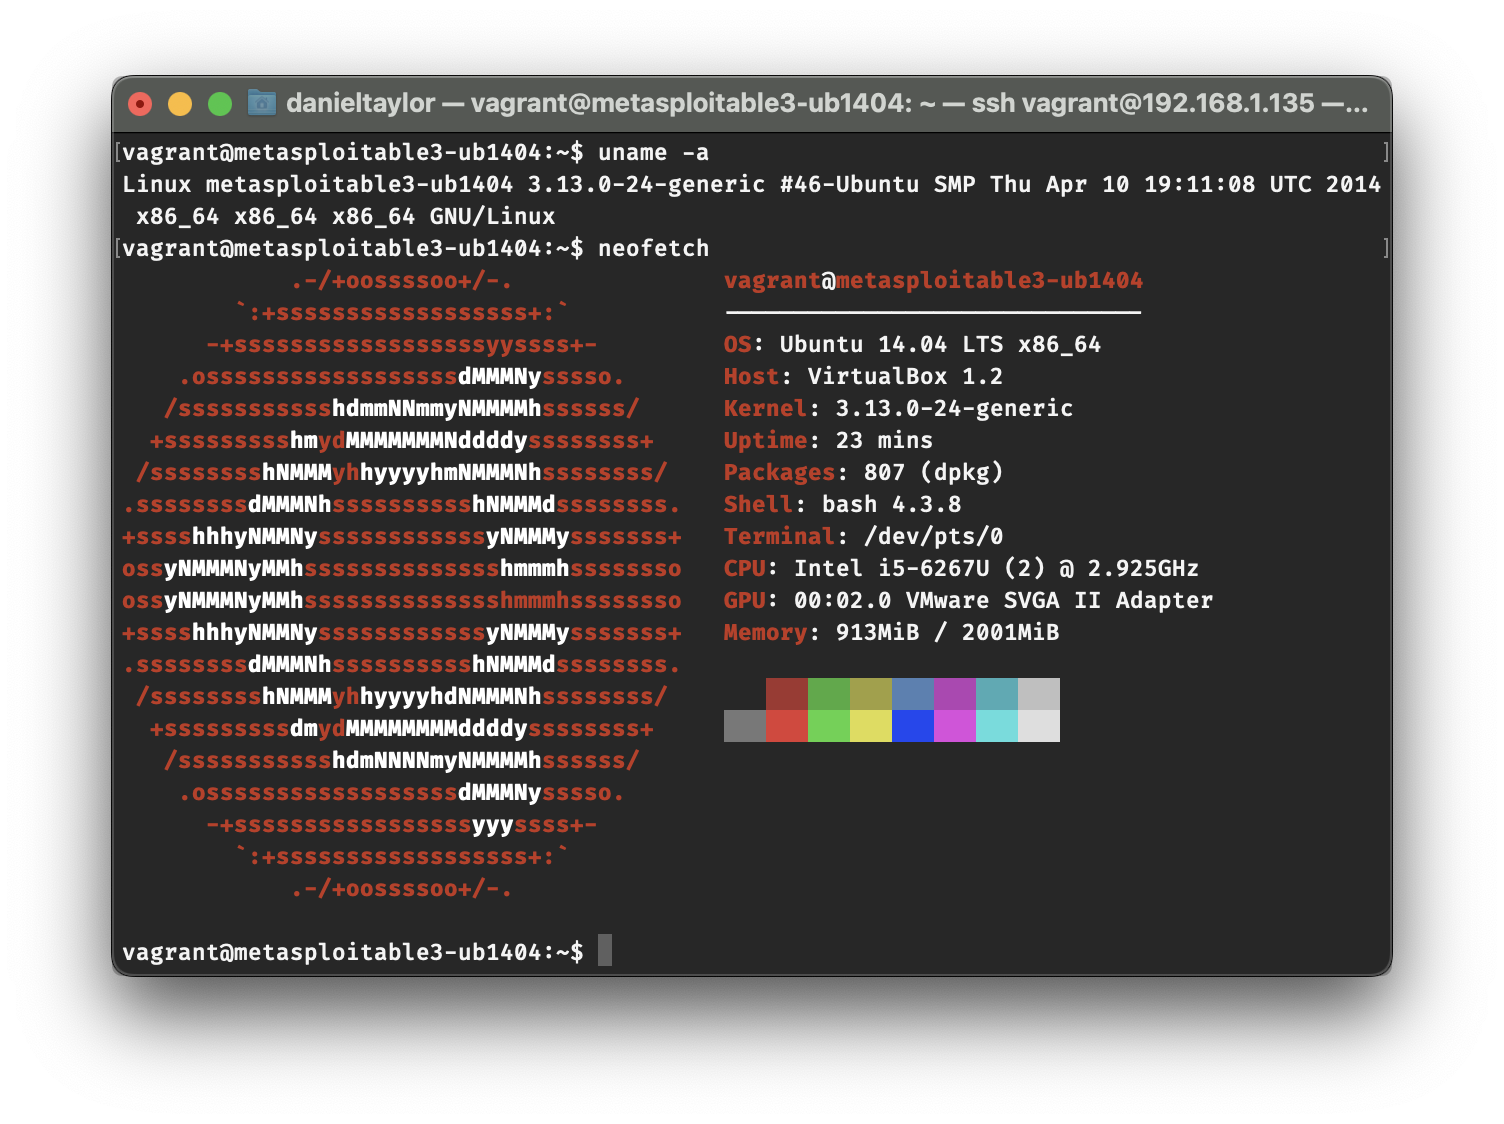 danieltaylor — vagrant@metasploitable3-ub1404: ~ — ssh vagrant@192.168.1.135 —...
[vagrant@metasploitable3-ub1404:~$ uname -a ]
Linux metasploitable3-ub1404 3.13.0-24-generic #46-Ubuntu SMP Thu Apr 10 19:11:08 UTC 2014
 x86_64 x86_64 x86_64 GNU/Linux
[vagrant@metasploitable3-ub1404:~$ neofetch ]
            .-/+oossssoo+/-.               vagrant@metasploitable3-ub1404
        `:+ssssssssssssssssss+:`           ------------------------------
      -+ssssssssssssssssssyyssss+-         OS: Ubuntu 14.04 LTS x86_64
    .ossssssssssssssssssdMMMNysssso.       Host: VirtualBox 1.2
   /ssssssssssshdmmNNmmyNMMMMhssssss/      Kernel: 3.13.0-24-generic
  +ssssssssshmydMMMMMMMNddddyssssssss+     Uptime: 23 mins
 /sssssssshNMMMyhhyyyyhmNMMMNhssssssss/    Packages: 807 (dpkg)
.ssssssssdMMMNhsssssssssshNMMMdssssssss.   Shell: bash 4.3.8
+sssshhhyNMMNyssssssssssssyNMMMysssssss+   Terminal: /dev/pts/0
ossyNMMMNyMMhsssssssssssssshmmmhssssssso   CPU: Intel i5-6267U (2) @ 2.925GHz
ossyNMMMNyMMhsssssssssssssshmmmhssssssso   GPU: 00:02.0 VMware SVGA II Adapter
+sssshhhyNMMNyssssssssssssyNMMMysssssss+   Memory: 913MiB / 2001MiB
.ssssssssdMMMNhsssssssssshNMMMdssssssss.
 /sssssssshNMMMyhhyyyyhdNMMMNhssssssss/
  +sssssssssdmydMMMMMMMMddddyssssssss+
   /ssssssssssshdmNNNNmyNMMMMhssssss/
    .ossssssssssssssssssdMMMNysssso.
      -+sssssssssssssssssyyyssss+-
        `:+ssssssssssssssssss+:`
            .-/+oossssoo+/-.
vagrant@metasploitable3-ub1404:~$